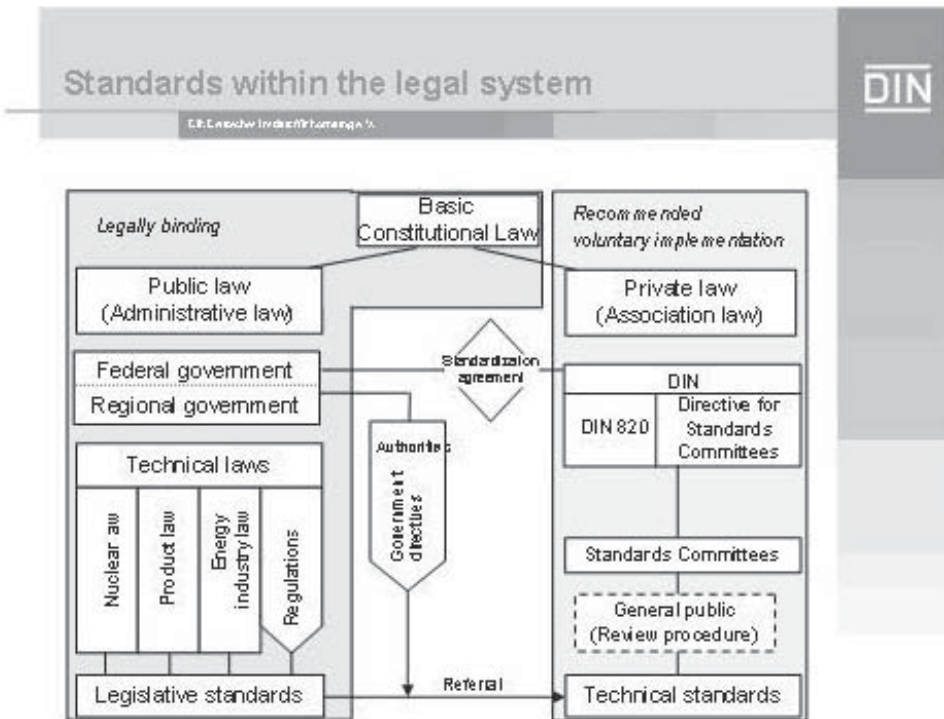 Standards within the legal system
DIN
Legally binding
Basic
Constitutional Law
Recommended
voluntary implementation
Public law
(Administrative law)
Private law
(Association law)
Federal government
Regional government
Standardization
agreement
DIN
DIN 820
Directive for
Standards
Committees
Technical laws
Nuclear aw
Product law
Energy
industry law
Regulations
Authorities
Government
directives
Standards Committees
General public
(Review procedure)
Legislative standards
Referral
Technical standards